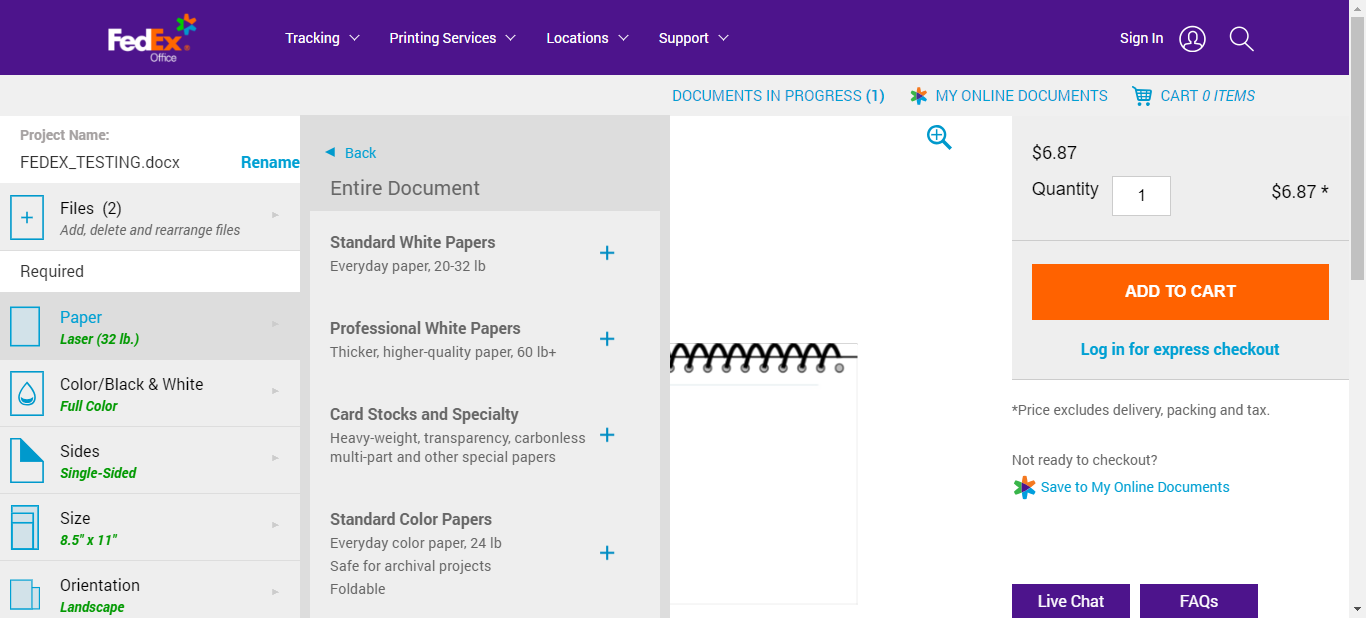 FedEx
Office
Tracking
Printing Services
Locations
Support
Sign In
DOCUMENTS IN PROGRESS (1)
MY ONLINE DOCUMENTS
CART 0 ITEMS
Project Name:
FEDEX_TESTING.docx
Rename
Files (2)
Add, delete and rearrange files
Required
Paper
Laser (32 lb.)
Color/Black & White
Full Color
Sides
Single-Sided
Size
8.5" x 11"
Orientation
Landscape
Back
Entire Document
Standard White Papers
Everyday paper, 20-32 lb
Professional White Papers
Thicker, higher-quality paper, 60 lb+
Card Stocks and Specialty
Heavy-weight, transparency, carbonless
multi-part and other special papers
Standard Color Papers
Everyday color paper, 24 lb
Safe for archival projects
Foldable
$6.87
Quantity
1
$6.87 *
ADD TO CART
Log in for express checkout
*Price excludes delivery, packing and tax.
Not ready to checkout?
Save to My Online Documents
Live Chat
FAQs